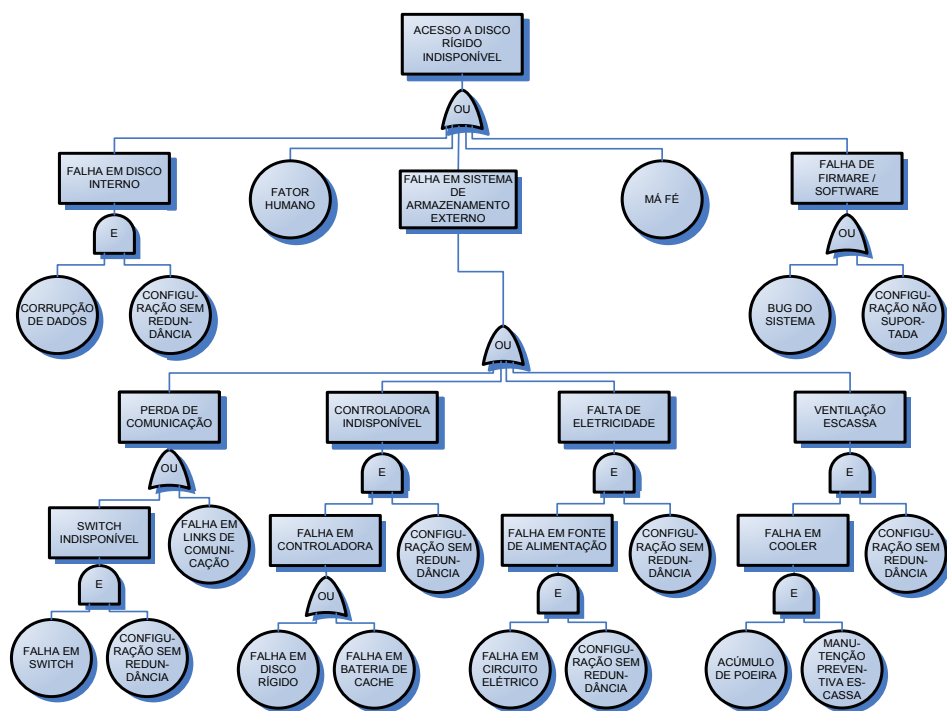 ACESSO A DISCO
RÍGIDO
INDISPONÍVEL
OU
FALHA EM DISCO
INTERNO
FATOR
HUMANO
FALHA EM SISTEMA
DE
ARMAZENAMENTO
EXTERNO
MÁ FÉ
FALHA DE
FIRMARE /
SOFTWARE
E
OU
CORRUPÇÃO
DE DADOS
CONFIGU-
RAÇÃO SEM
REDUN-
DÂNCIA
BUG DO
SISTEMA
CONFIGU-
RAÇÃO NÃO
SUPOR-
TADA
OU
PERDA DE
COMUNICAÇÃO
CONTROLADORA
INDISPONÍVEL
FALTA DE
ELETRICIDADE
VENTILAÇÃO
ESCASSA
OU
E
E
E
SWITCH
INDISPONÍVEL
FALHA EM
LINKS DE
COMUNI-
CAÇÃO
FALHA EM
CONTROLADORA
CONFIGU-
RAÇÃO SEM
REDUN-
DÂNCIA
FALHA EM FONTE
DE ALIMENTAÇÃO
CONFIGU-
RAÇÃO SEM
REDUN-
DÂNCIA
FALHA EM
COOLER
CONFIGU-
RAÇÃO SEM
REDUN-
DÂNCIA
E
OU
E
E
FALHA EM
SWITCH
CONFIGU-
RAÇÃO SEM
REDUN-
DÂNCIA
FALHA EM
DISCO
RÍGIDO
FALHA EM
BATERIA DE
CACHE
FALHA EM
CIRCUITO
ELÉTRICO
CONFIGU-
RAÇÃO SEM
REDUN-
DÂNCIA
ACÚMULO
DE POEIRA
MANU-
TENÇÃO
PREVEN-
TIVA ES-
CASSA